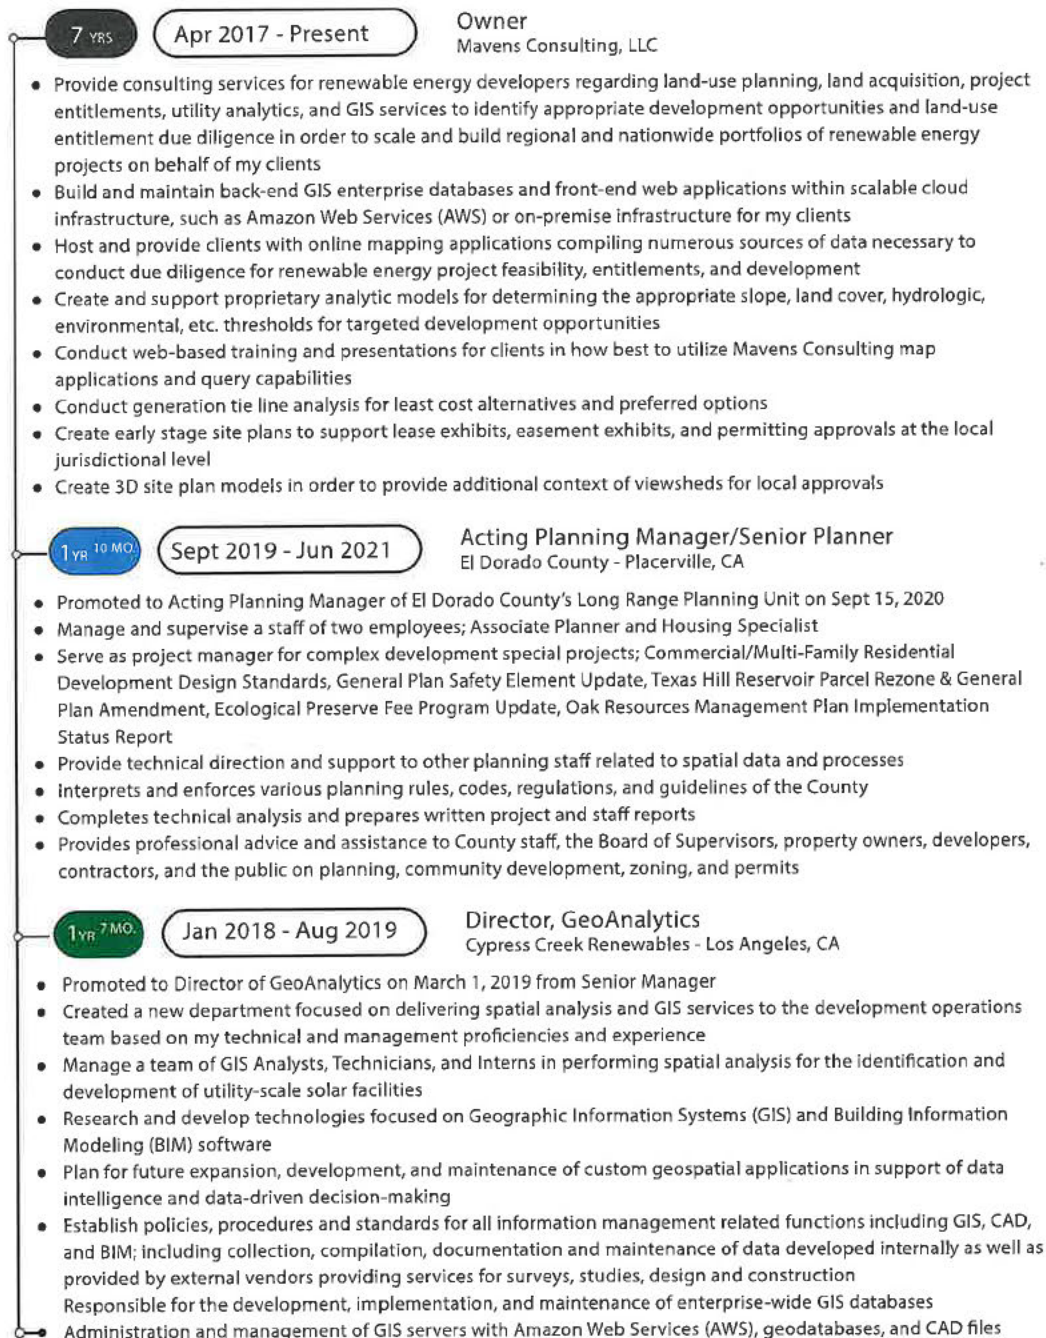 7 YRS Apr 2017 - Present Owner
Mavens Consulting, LLC
• Provide consulting services for renewable energy developers regarding land-use planning, land acquisition, project
entitlements, utility analytics, and GIS services to identify appropriate development opportunities and land-use
entitlement due diligence in order to scale and build regional and nationwide portfolios of renewable energy
projects on behalf of my clients
• Build and maintain back-end GIS enterprise databases and front-end web applications within scalable cloud
infrastructure, such as Amazon Web Services (AWS) or on-premise infrastructure for my clients
• Host and provide clients with online mapping applications compiling numerous sources of data necessary to
conduct due diligence for renewable energy project feasibility, entitlements, and development
• Create and support proprietary analytic models for determining the appropriate slope, land cover, hydrologic,
environmental, etc. thresholds for targeted development opportunities
• Conduct web-based training and presentations for clients in how best to utilize Mavens Consulting map
applications and query capabilities
• Conduct generation tie line analysis for least cost alternatives and preferred options
• Create early stage site plans to support lease exhibits, easement exhibits, and permitting approvals at the local
jurisdictional level
• Create 3D site plan models in order to provide additional context of viewsheds for local approvals
1 YR 10 MO. Sept 2019 - Jun 2021 Acting Planning Manager/Senior Planner
El Dorado County - Placerville, CA
• Promoted to Acting Planning Manager of El Dorado County's Long Range Planning Unit on Sept 15, 2020
• Manage and supervise a staff of two employees; Associate Planner and Housing Specialist
• Serve as project manager for complex development special projects; Commercial/Multi-Family Residential
Development Design Standards, General Plan Safety Element Update, Texas Hill Reservoir Parcel Rezone & General
Plan Amendment, Ecological Preserve Fee Program Update, Oak Resources Management Plan Implementation
Status Report
• Provide technical direction and support to other planning staff related to spatial data and processes
• Interprets and enforces various planning rules, codes, regulations, and guidelines of the County
• Completes technical analysis and prepares written project and staff reports
• Provides professional advice and assistance to County staff, the Board of Supervisors, property owners, developers,
contractors, and the public on planning, community development, zoning, and permits
1 YR 7 MO. Jan 2018 - Aug 2019 Director, GeoAnalytics
Cypress Creek Renewables - Los Angeles, CA
• Promoted to Director of GeoAnalytics on March 1, 2019 from Senior Manager
• Created a new department focused on delivering spatial analysis and GIS services to the development operations
team based on my technical and management proficiencies and experience
• Manage a team of GIS Analysts, Technicians, and Interns in performing spatial analysis for the identification and
development of utility-scale solar facilities
• Research and develop technologies focused on Geographic Information Systems (GIS) and Building Information
Modeling (BIM) software
• Plan for future expansion, development, and maintenance of custom geospatial applications in support of data
intelligence and data-driven decision-making
• Establish policies, procedures and standards for all information management related functions including GIS, CAD,
and BIM; including collection, compilation, documentation and maintenance of data developed internally as well as
provided by external vendors providing services for surveys, studies, design and construction
Responsible for the development, implementation, and maintenance of enterprise-wide GIS databases
• Administration and management of GIS servers with Amazon Web Services (AWS), geodatabases, and CAD files